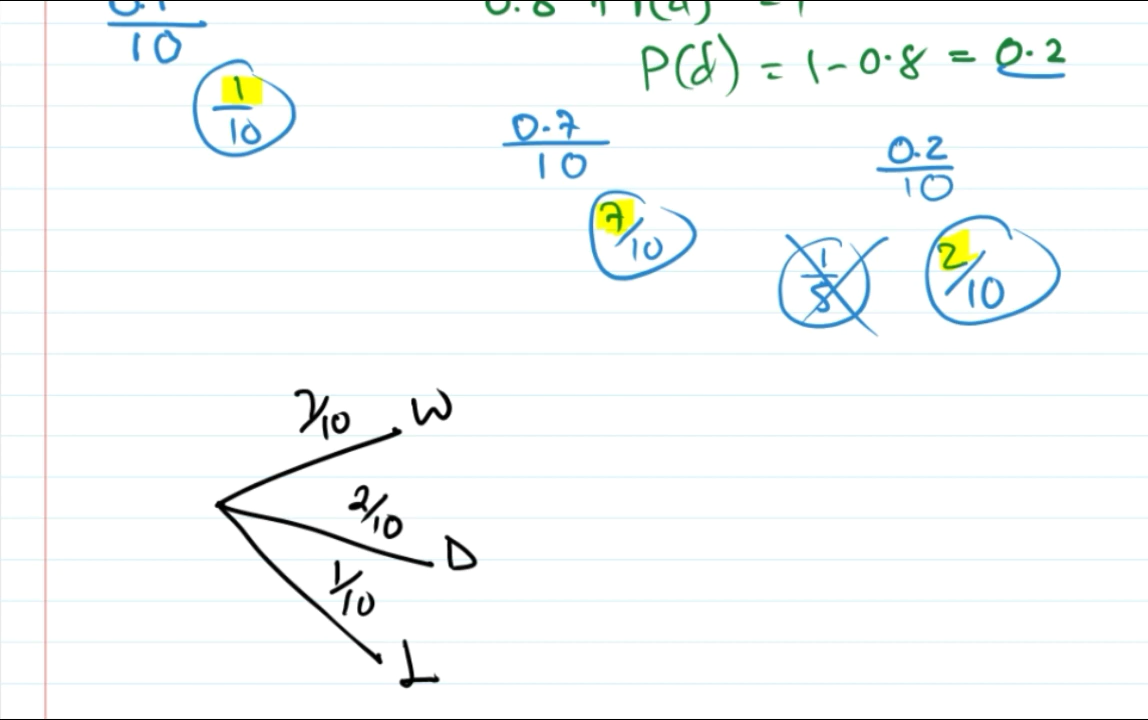 10
P(d) = 1 - 0.8 = 0.2
1/10
0.7/10
0.2/10
7/10
1/5
2/10
7/10 W
2/10 D
1/10 L